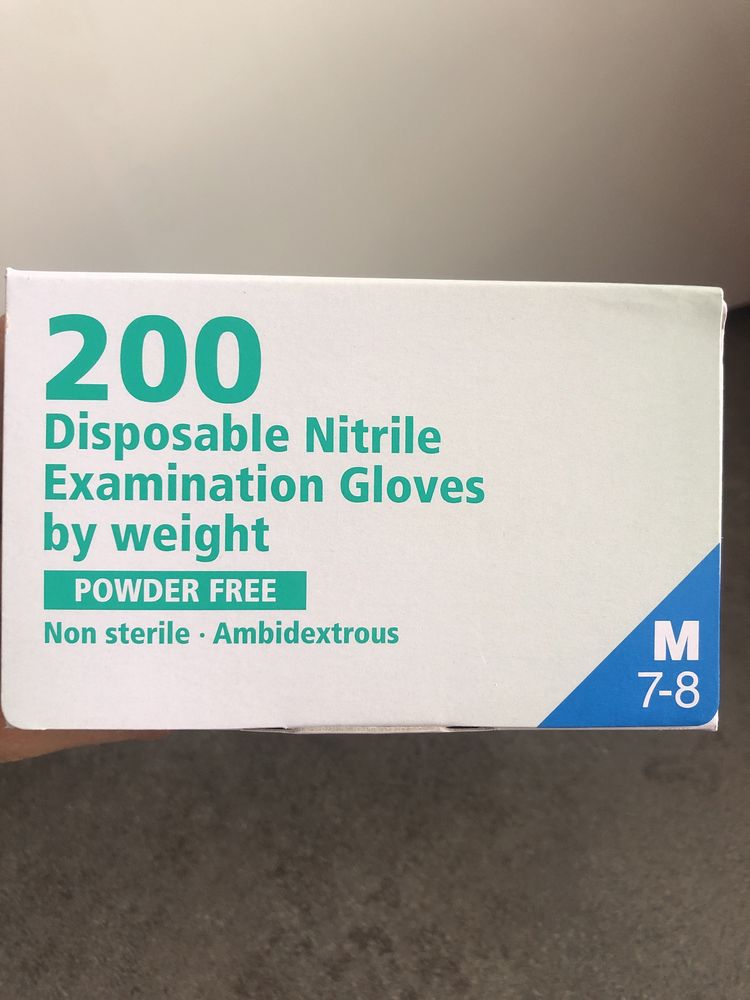 200
Disposable Nitrile
Examination Gloves
by weight
POWDER FREE
Non sterile · Ambidextrous
M
7-8